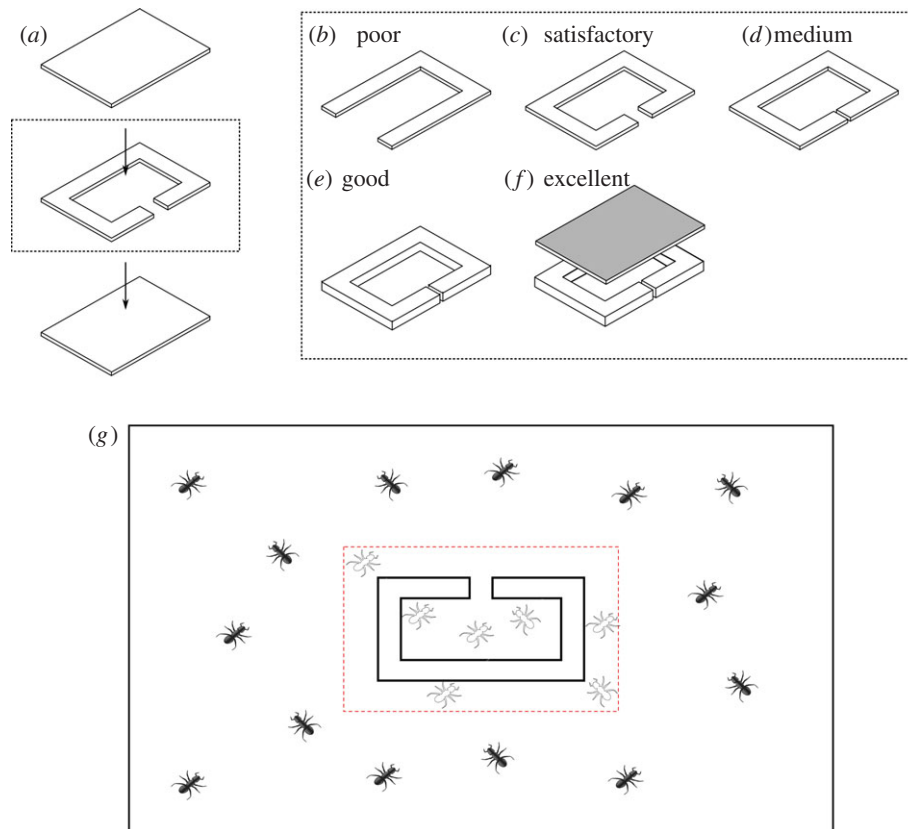 (a)
(b) poor
(c) satisfactory
(d) medium
(e) good
(f) excellent
(g)